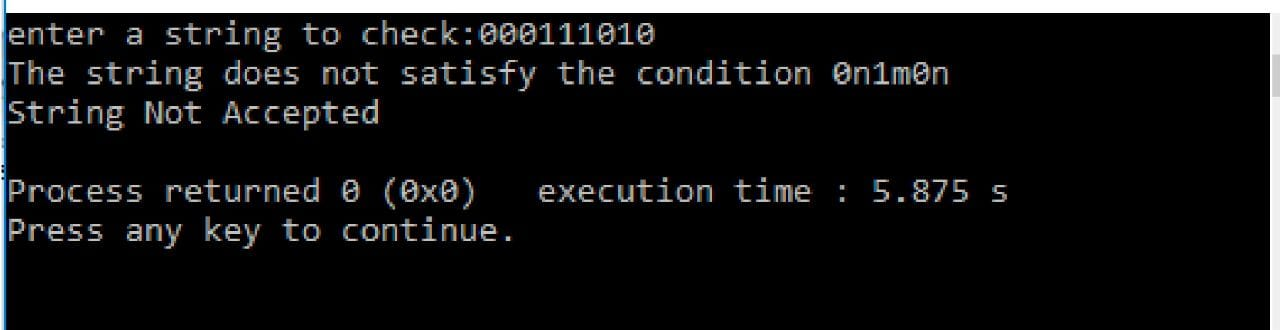 enter a string to check:000111010
The string does not satisfy the condition 0n1m0n
String Not Accepted
Process returned 0 (0x0)   execution time : 5.875 s
Press any key to continue.